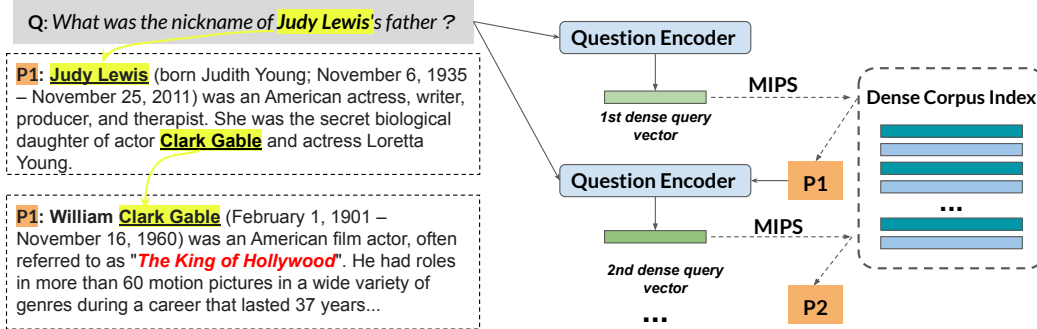 Q: What was the nickname of Judy Lewis's father ?
P1: Judy Lewis (born Judith Young; November 6, 1935
– November 25, 2011) was an American actress, writer,
producer, and therapist. She was the secret biological
daughter of actor Clark Gable and actress Loretta
Young.
P1: William Clark Gable (February 1, 1901 –
November 16, 1960) was an American film actor, often
referred to as "The King of Hollywood". He had roles
in more than 60 motion pictures in a wide variety of
genres during a career that lasted 37 years...
Question Encoder
MIPS
1st dense query
vector
Question Encoder
P1
MIPS
2nd dense query
vector
...
P2
Dense Corpus Index
...